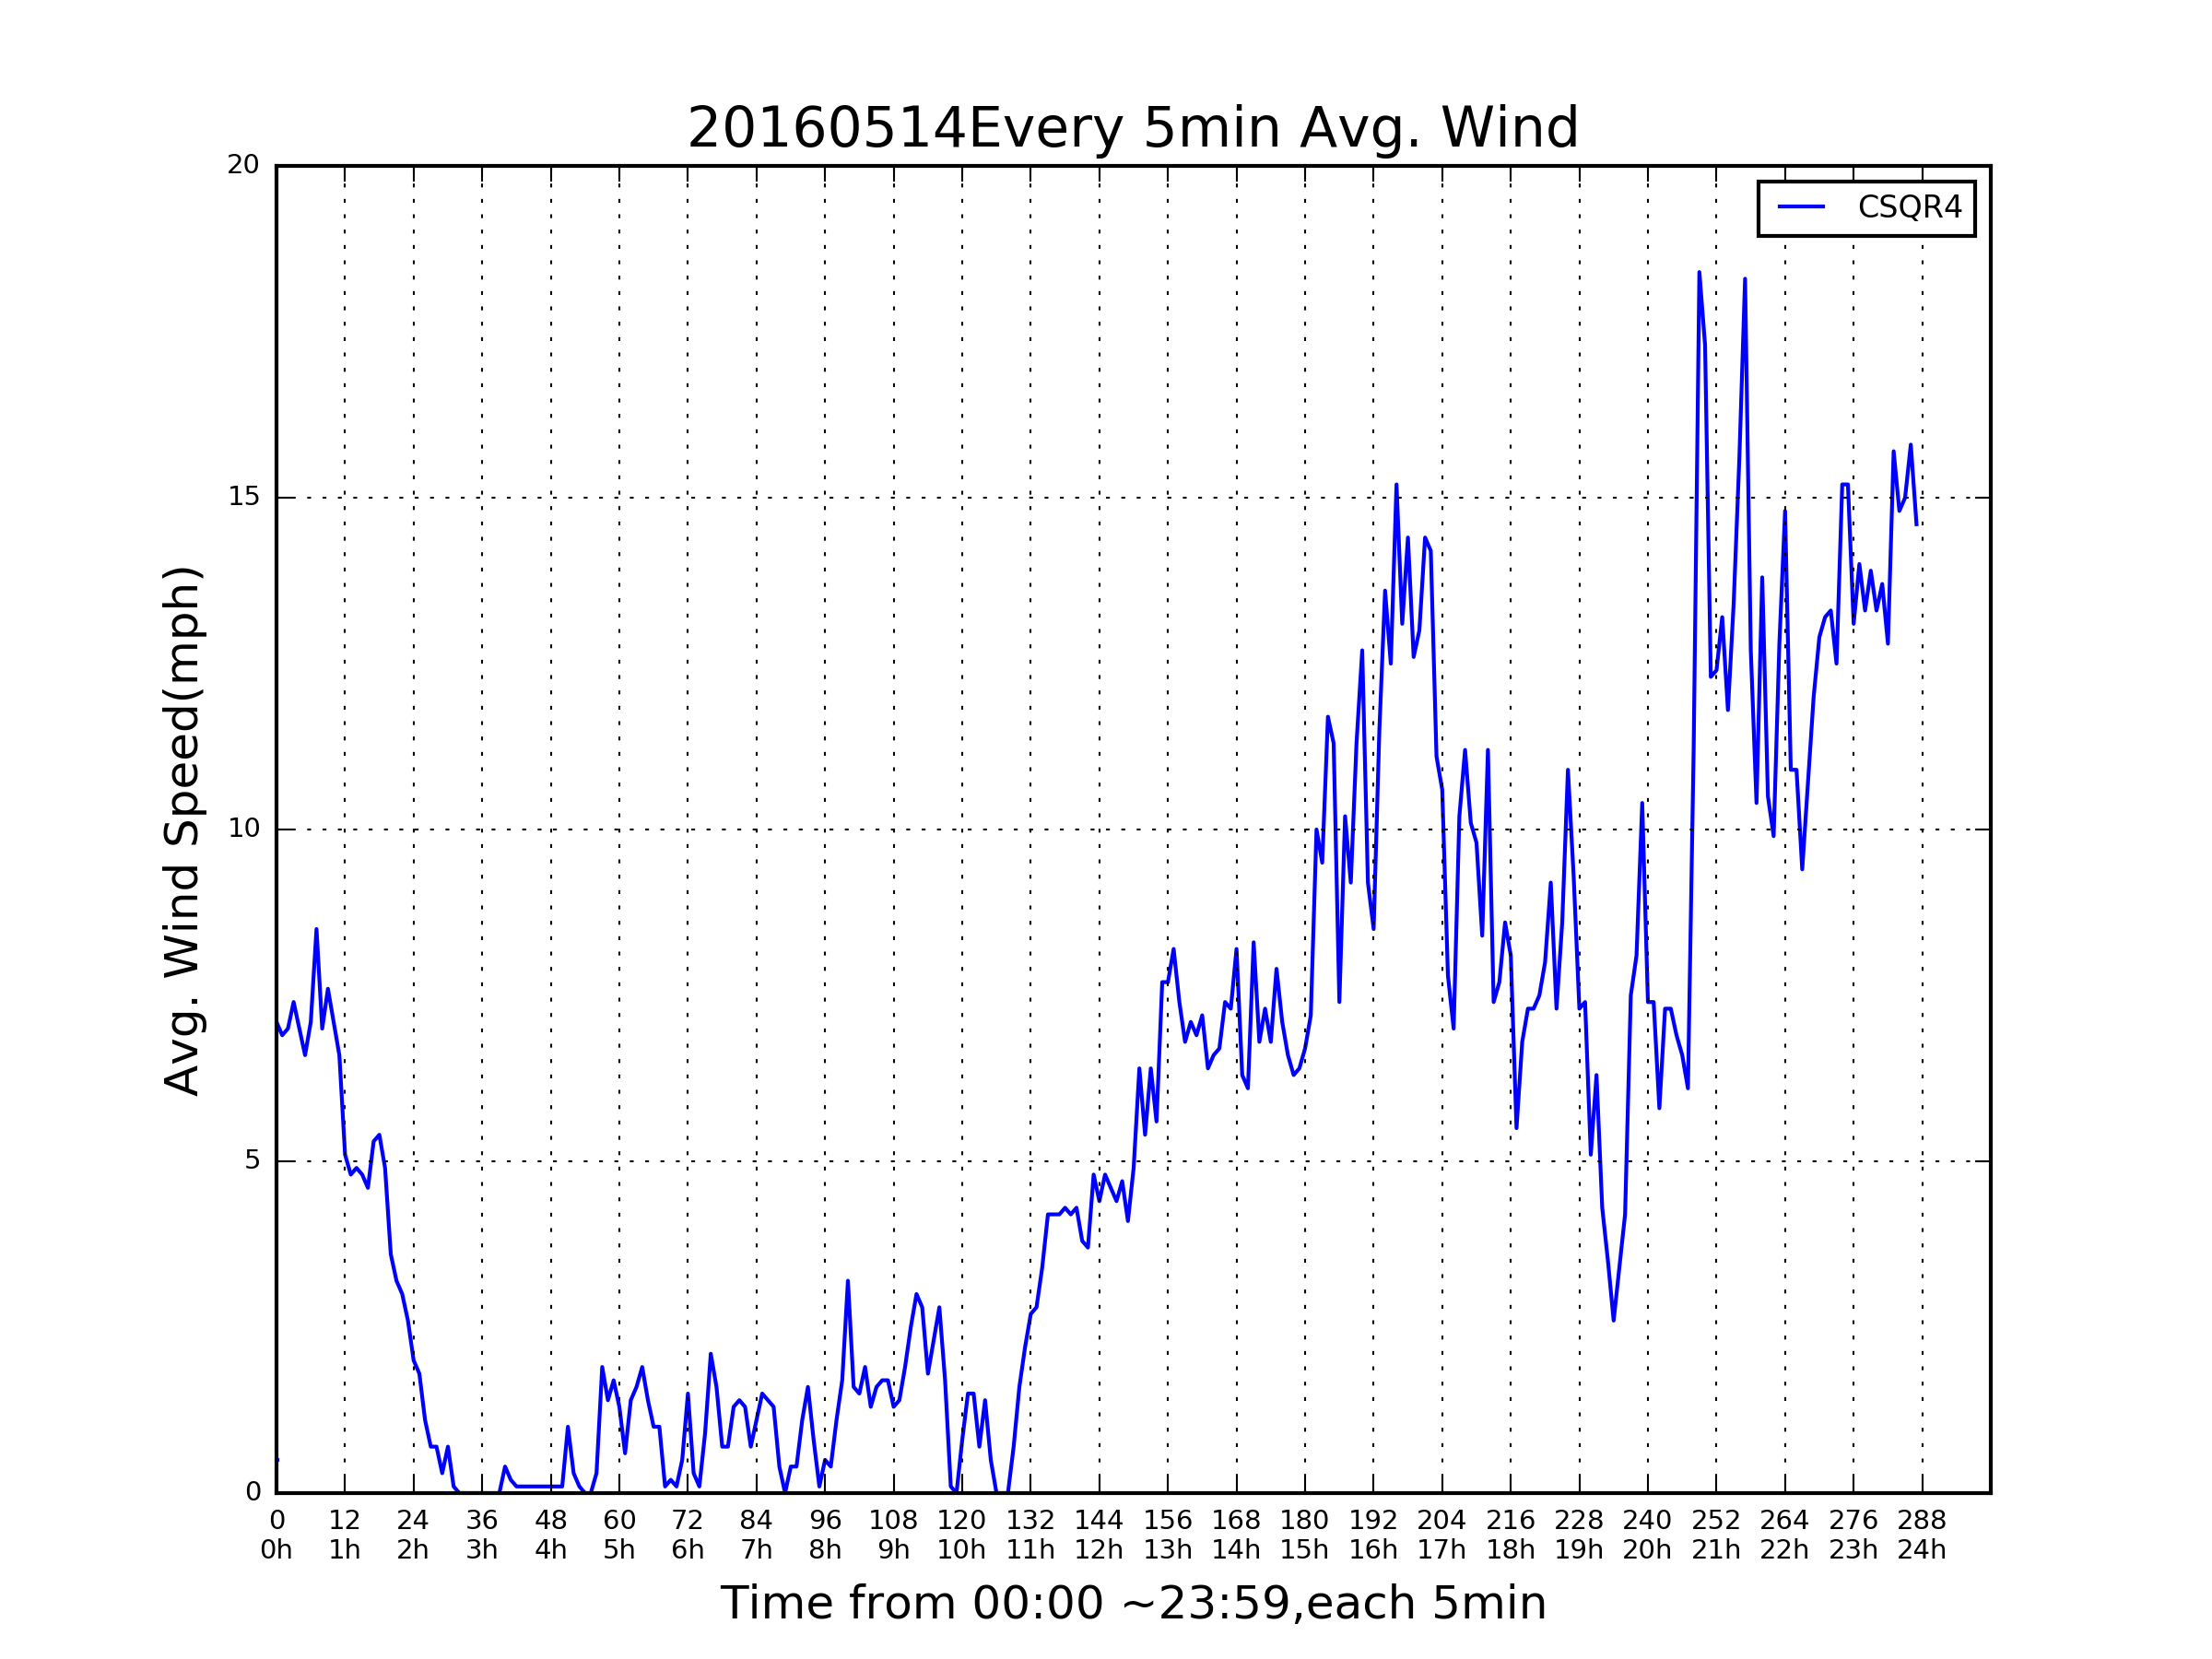 20160514Every 5min Avg. Wind
CSQR4
20
15
10
5
0
Avg. Wind Speed(mph)
0 12 24 36 48 60 72 84 96 108 120 132 144 156 168 180 192 204 216 228 240 252 264 276 288
0h 1h 2h 3h 4h 5h 6h 7h 8h 9h 10h 11h 12h 13h 14h 15h 16h 17h 18h 19h 20h 21h 22h 23h 24h
Time from 00:00 ~23:59,each 5min